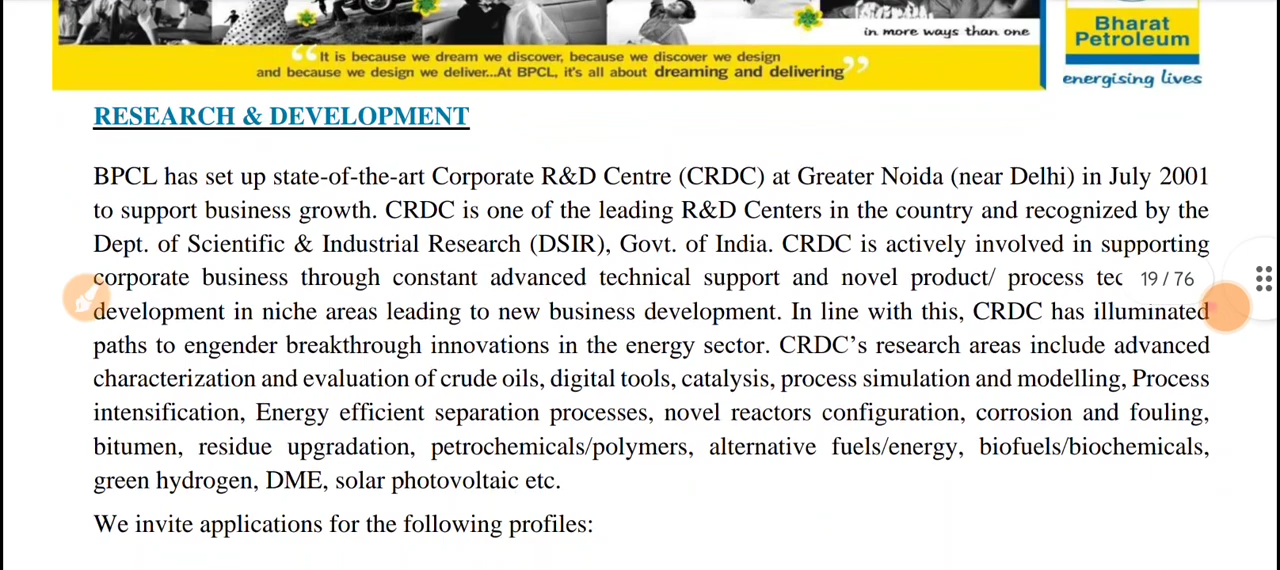 in more ways than one
Bharat
Petroleum
energising lives
“It is because we dream we discover, because we discover we design
and because we design we deliver...At BPCL, it's all about dreaming and delivering”
RESEARCH & DEVELOPMENT
BPCL has set up state-of-the-art Corporate R&D Centre (CRDC) at Greater Noida (near Delhi) in July 2001
to support business growth. CRDC is one of the leading R&D Centers in the country and recognized by the
Dept. of Scientific & Industrial Research (DSIR), Govt. of India. CRDC is actively involved in supporting
corporate business through constant advanced technical support and novel product/ process tec
19 / 76
development in niche areas leading to new business development. In line with this, CRDC has illuminated
paths to engender breakthrough innovations in the energy sector. CRDC’s research areas include advanced
characterization and evaluation of crude oils, digital tools, catalysis, process simulation and modelling, Process
intensification, Energy efficient separation processes, novel reactors configuration, corrosion and fouling,
bitumen, residue upgradation, petrochemicals/polymers, alternative fuels/energy, biofuels/biochemicals,
green hydrogen, DME, solar photovoltaic etc.
We invite applications for the following profiles: